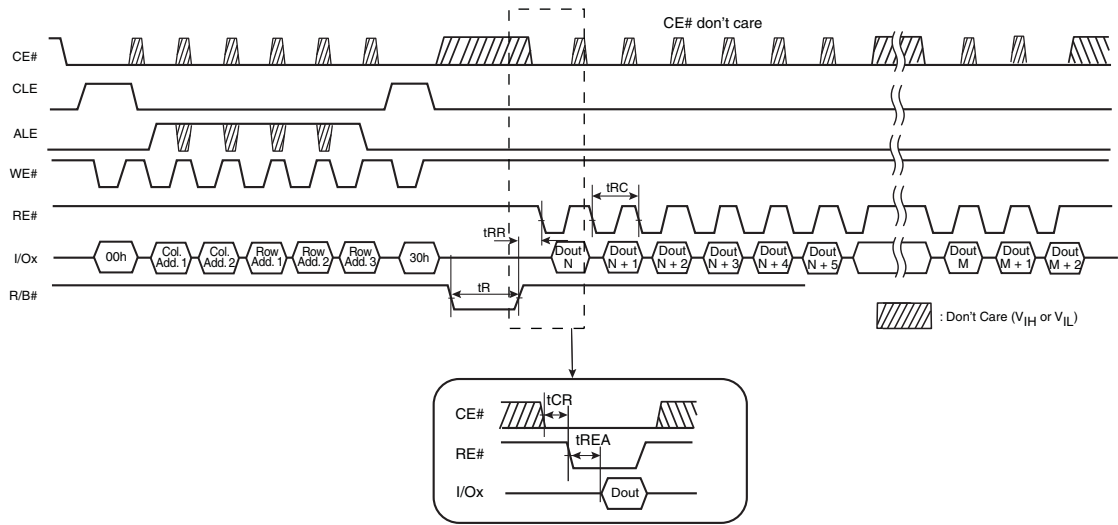 CE# don't care
CE#
CLE
ALE
WE#
tRC
RE#
tRR
I/Ox
00h
Col. Add. 1
Col. Add. 2
Row Add. 1
Row Add. 2
Row Add. 3
30h
Dout N
Dout N + 1
Dout N + 2
Dout N + 3
Dout N + 4
Dout N + 5
Dout M
Dout M + 1
Dout M + 2
tR
R/B#
: Don't Care (VIH or VIL)
tCR
CE#
tREA
RE#
I/Ox
Dout